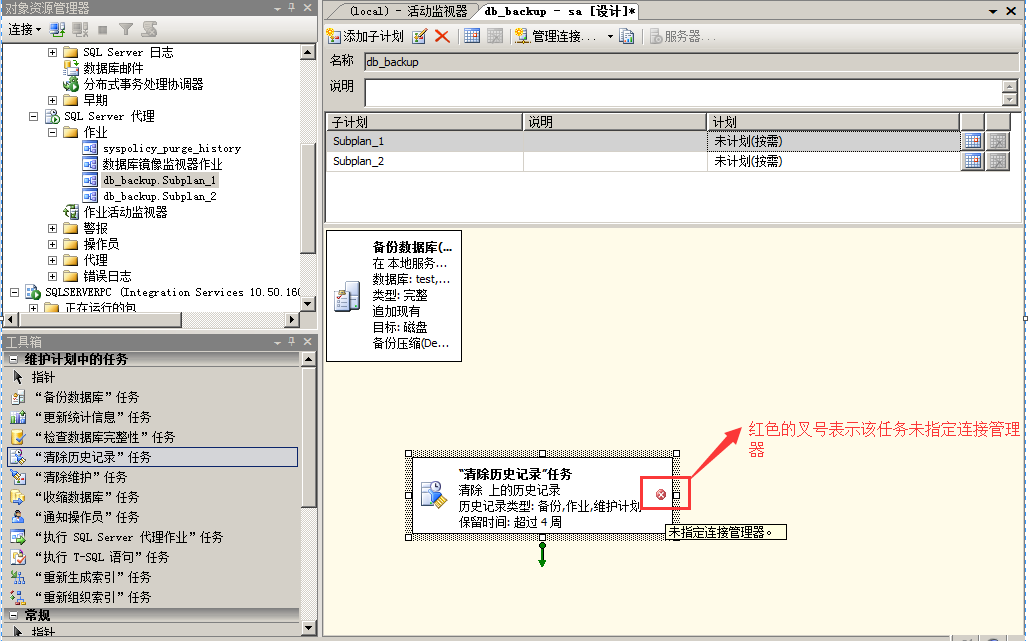 对象资源管理器
连接
SQL Server 日志
数据库邮件
分布式事务处理协调器
早期
SQL Server 代理
作业
syspolicy_purge_history
数据库镜像监视器作业
db_backup.Subplan_1
db_backup.Subplan_2
作业活动监视器
警报
操作员
代理
错误日志
SQLSERVERPC (Integration Services 10.50.160
正在运行的包
工具箱
维护计划中的任务
指针
“备份数据库”任务
“更新统计信息”任务
“检查数据库完整性”任务
“清除历史记录”任务
“清除维护”任务
“收缩数据库”任务
“通知操作员”任务
“执行 SQL Server 代理作业”任务
“执行 T-SQL 语句”任务
“重新生成索引”任务
“重新组织索引”任务
常规
指针
(local) - 活动监视器 db_backup - sa [设计]*
添加子计划 管理连接... 服务器...
名称 db_backup
说明
子计划 说明 计划
Subplan_1 未计划(按需)
Subplan_2 未计划(按需)
备份数据库(...
在 本地服务...
数据库: test,...
类型: 完整
追加现有
目标: 磁盘
备份压缩(De...
红色的叉号表示该任务未指定连接管理
器
“清除历史记录”任务
清除 上的历史记录
历史记录类型: 备份,作业,维护计划
保留时间: 超过 4 周
未指定连接管理器。